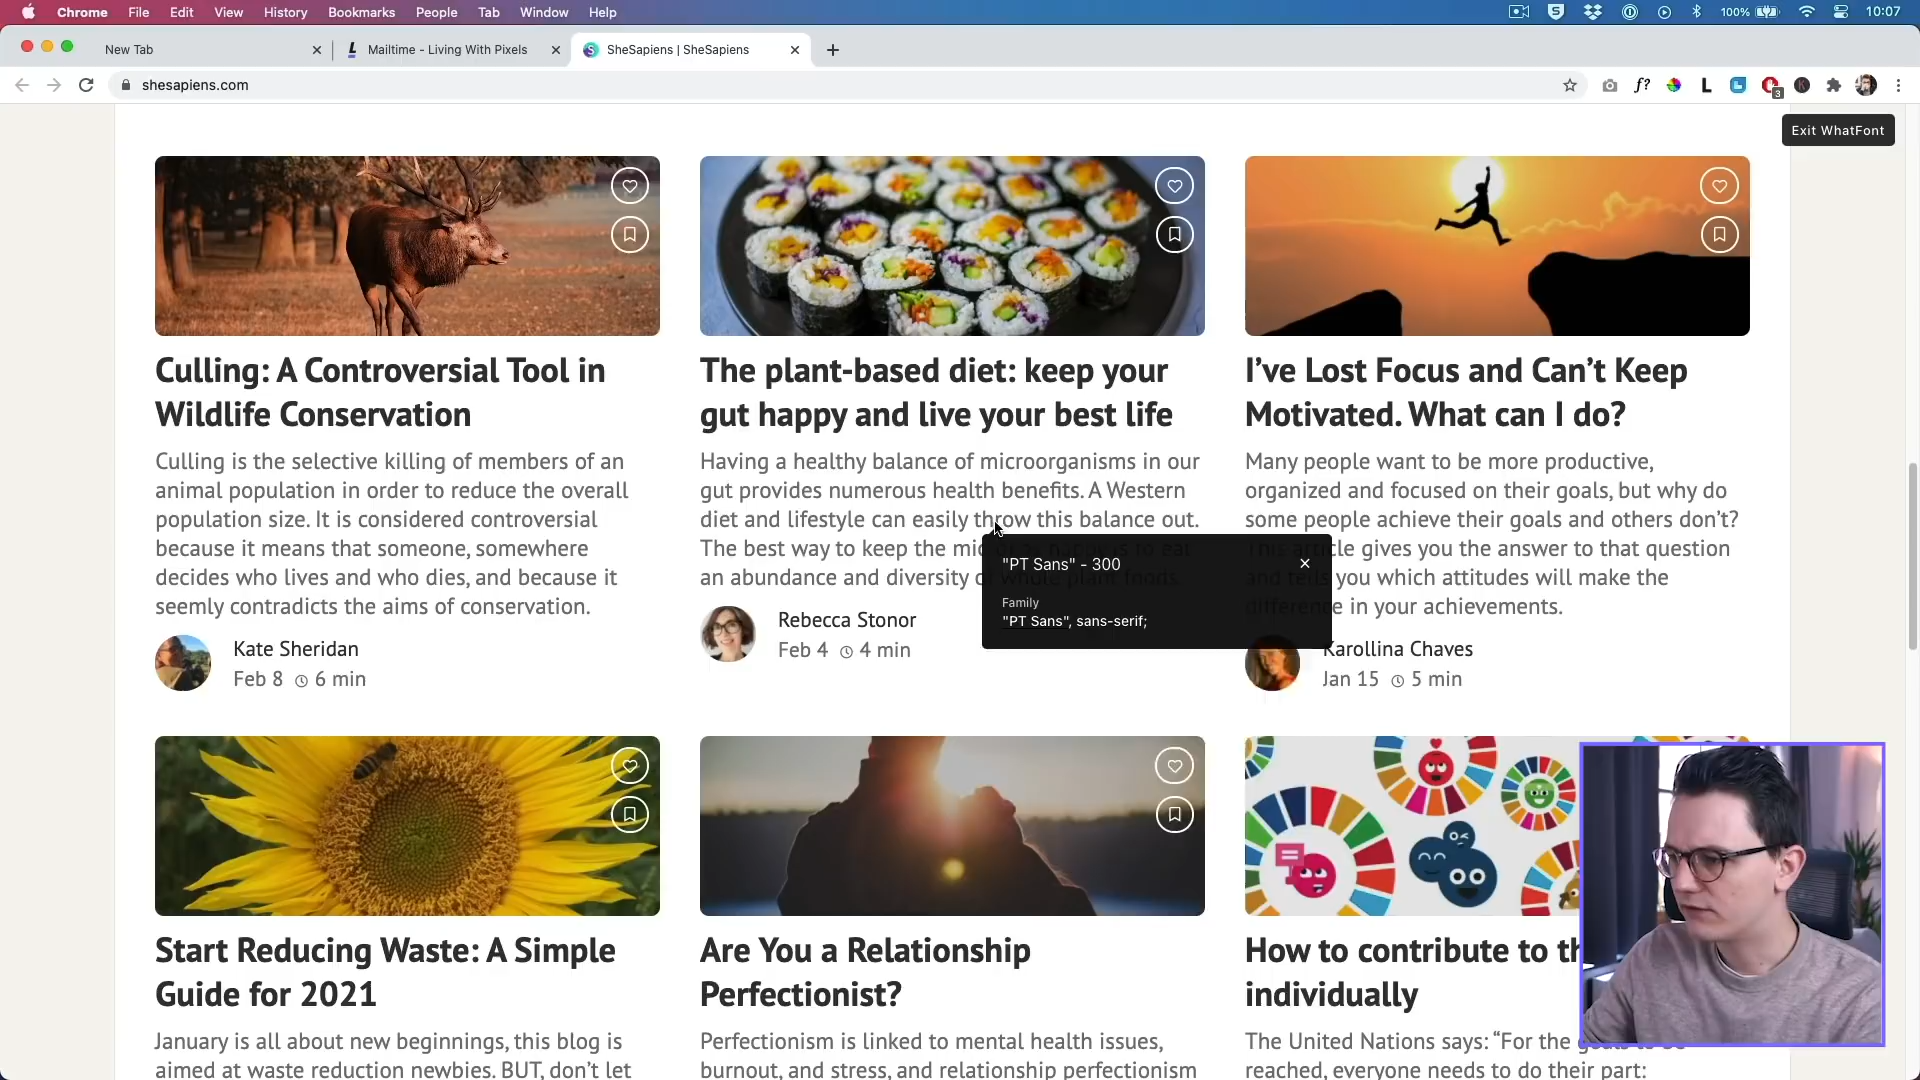 Chrome File Edit View History Bookmarks People Tab Window Help 100% 10:07
New Tab
Mailtime - Living With Pixels
SheSapiens | SheSapiens
shesapiens.com
f?
L
3
Exit WhatFont
Culling: A Controversial Tool in
Wildlife Conservation
Culling is the selective killing of members of an
animal population in order to reduce the overall
population size. It is considered controversial
because it means that someone, somewhere
decides who lives and who dies, and because it
seemly contradicts the aims of conservation.
Kate Sheridan
Feb 8 6 min
The plant-based diet: keep your
gut happy and live your best life
Having a healthy balance of microorganisms in our
gut provides numerous health benefits. A Western
diet and lifestyle can easily throw this balance out.
The best way to keep the
an abundance and diversity
Rebecca Stonor
Feb 4 4 min
"PT Sans" - 300
Family
"PT Sans", sans-serif;
I've Lost Focus and Can't Keep
Motivated. What can I do?
Many people want to be more productive,
organized and focused on their goals, but why do
some people achieve their goals and others don't?
This article gives you the answer to that question
and tells you which attitudes will make the
difference in your achievements.
Karollina Chaves
Jan 15 5 min
Start Reducing Waste: A Simple
Guide for 2021
January is all about new beginnings, this blog is
aimed at waste reduction newbies. BUT, don't let
Are You a Relationship
Perfectionist?
Perfectionism is linked to mental health issues,
burnout, and stress, and relationship perfectionism
How to contribute to
individually
The United Nations says: “For the
reached, everyone needs to do their part: